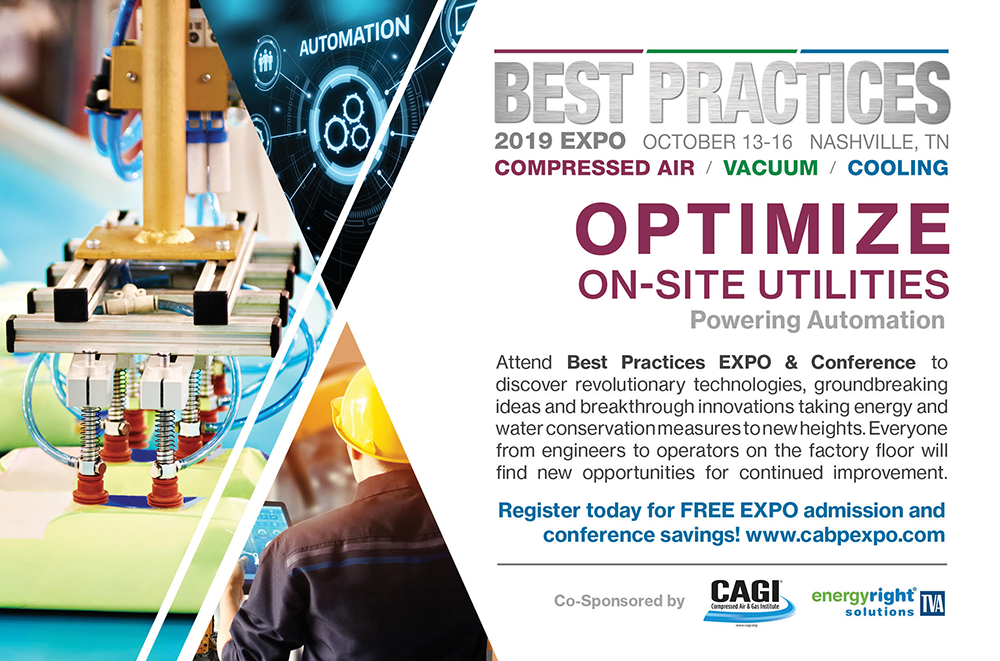 AUTOMATION
BEST PRACTICES
2019 EXPO OCTOBER 13-16 NASHVILLE, TN
COMPRESSED AIR / VACUUM / COOLING
OPTIMIZE
ON-SITE UTILITIES
Powering Automation
Attend Best Practices EXPO & Conference to
discover revolutionary technologies, groundbreaking
ideas and breakthrough innovations taking energy and
water conservation measures to new heights. Everyone
from engineers to operators on the factory floor will
find new opportunities for continued improvement.
Register today for FREE EXPO admission and
conference savings! www.cabpexpo.com
Co-Sponsored by
CAGI®
Compressed Air & Gas Institute
www.cagi.org
energyright®
solutions
TVA